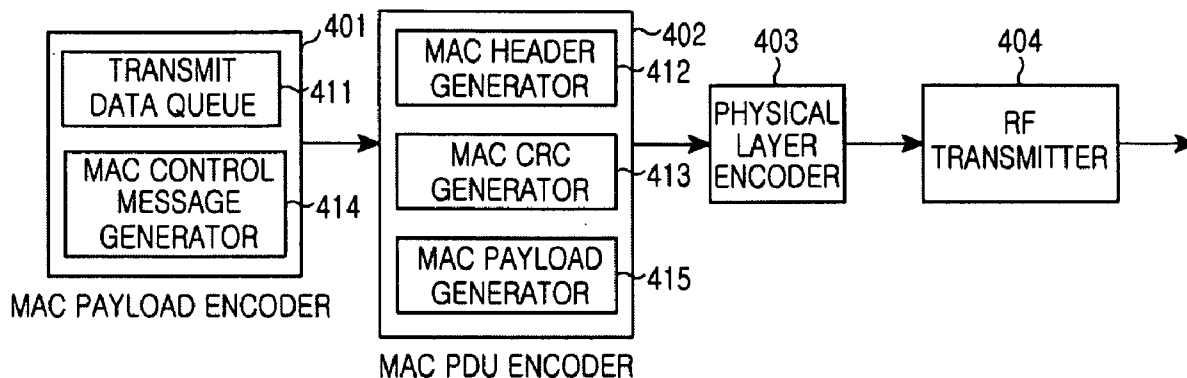 401
TRANSMIT
DATA QUEUE
411
MAC CONTROL
MESSAGE
GENERATOR
414
MAC PAYLOAD ENCODER
402
MAC HEADER
GENERATOR
412
MAC CRC
GENERATOR
413
MAC PAYLOAD
GENERATOR
415
MAC PDU ENCODER
403
PHYSICAL
LAYER
ENCODER
404
RF
TRANSMITTER